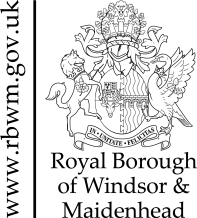 www.rbwm.gov.uk
IN · UNITATE · FELICITAS
Royal Borough
of Windsor &
Maidenhead